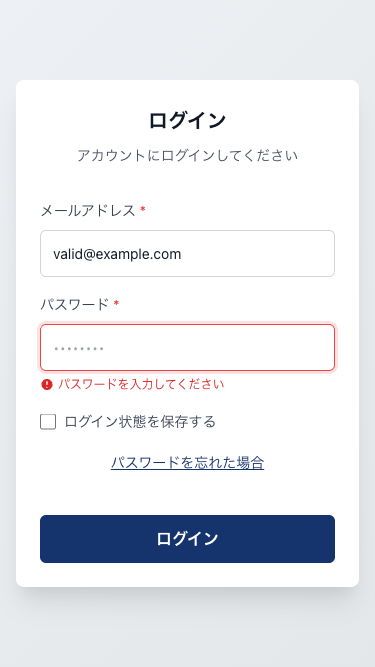 ログイン
アカウントにログインしてください
メールアドレス *
valid@example.com
パスワード *
••••••••
パスワードを入力してください
ログイン状態を保存する
パスワードを忘れた場合
ログイン